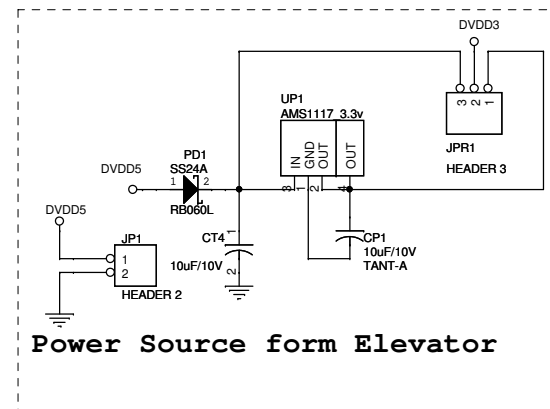 DVDD3
3 2 1
JPR1
HEADER 3
UP1
AMS1117_3.3v
IN
GND
OUT
OUT
3 1 2 4
PD1
SS24A
1 2
RB060L
DVDD5
DVDD5
JP1
1
2
HEADER 2
CT4
1
2
10uF/10V
CP1
10uF/10V
TANT-A
Power Source form Elevator